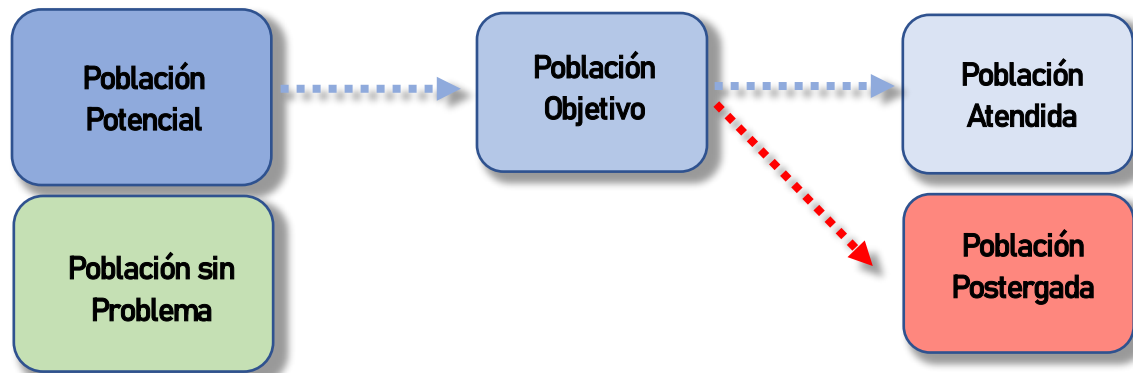 Población
Potencial
Población
Objetivo
Población
Atendida
Población sin
Problema
Población
Postergada